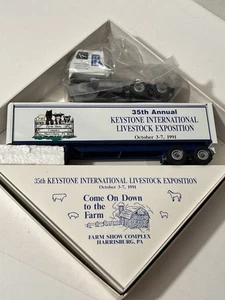 35th Annual
KEYSTONE INTERNATIONAL
LIVESTOCK EXPOSITION
October 3-7, 1991
35th KEYSTONE INTERNATIONAL LIVESTOCK EXPOSITION
October 3-7, 1991
Come On Down
to the
Farm
FARM SHOW COMPLEX
HARRISBURG, PA